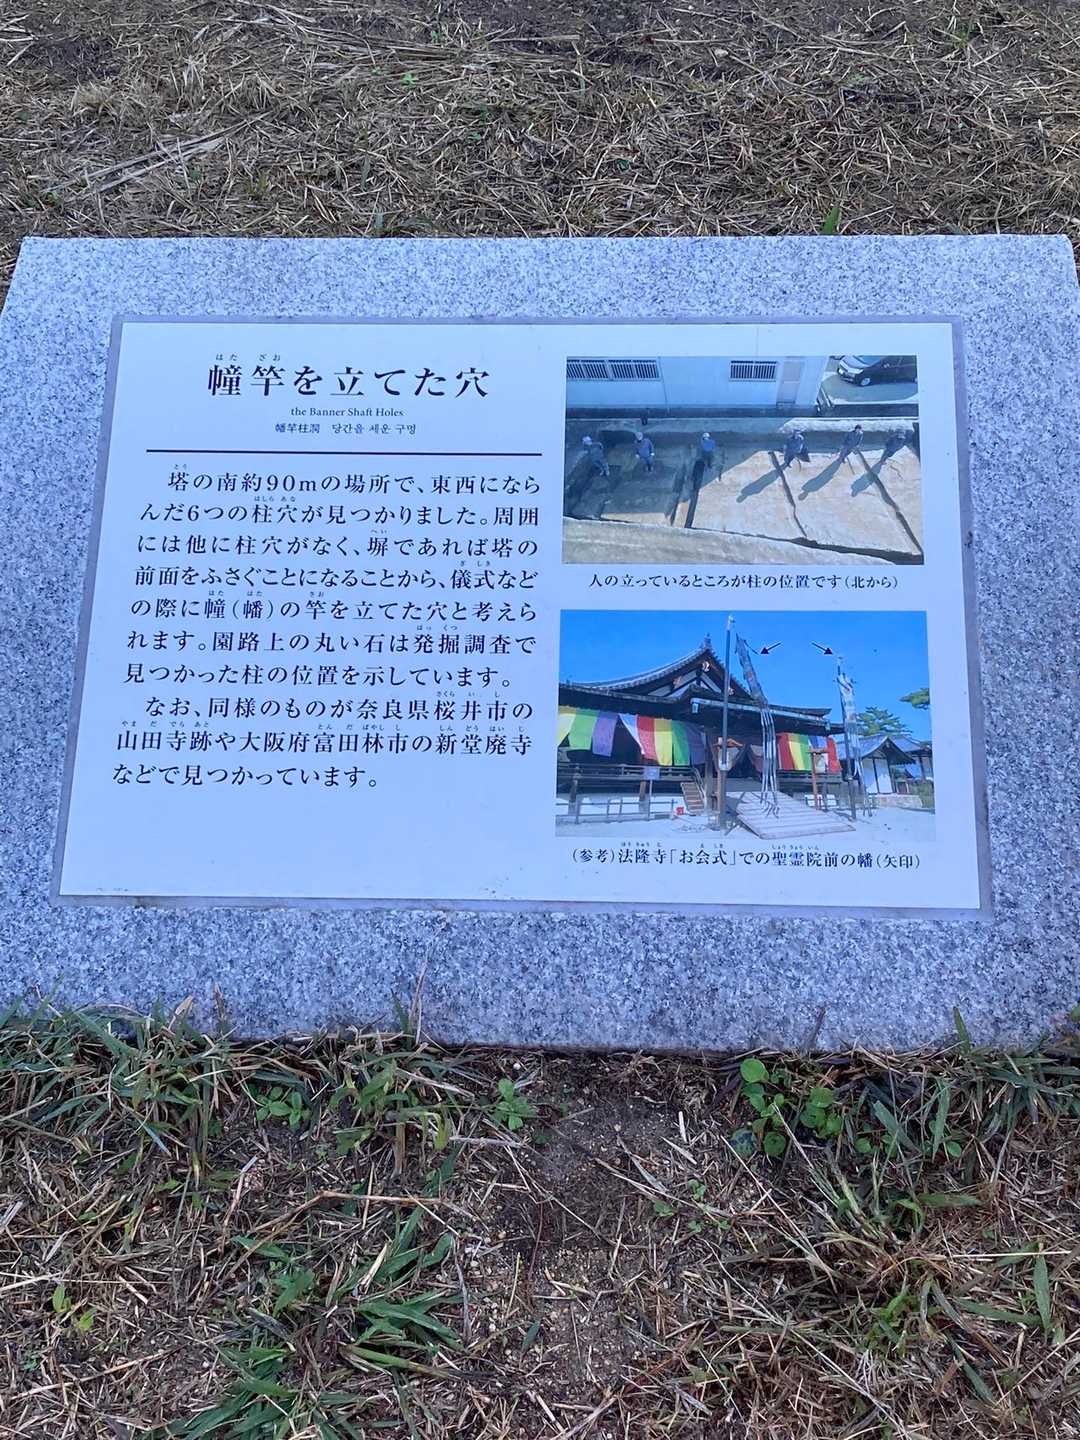 幢竿を立てた穴
the Banner Shaft Holes
幡竿柱洞　당간을 세운 구멍
塔の南約90mの場所で、東西になら
んだ6つの柱穴が見つかりました。周囲
には他に柱穴がなく、塀であれば塔の
前面をふさぐことになることから、儀式など
の際に幢(幡)の竿を立てた穴と考えら
れます。園路上の丸い石は発掘調査で
見つかった柱の位置を示しています。
なお、同様のものが奈良県桜井市の
山田寺跡や大阪府富田林市の新堂廃寺
などで見つかっています。
人の立っているところが柱の位置です(北から)
(参考)法隆寺「お会式」での聖霊院前の幡(矢印)